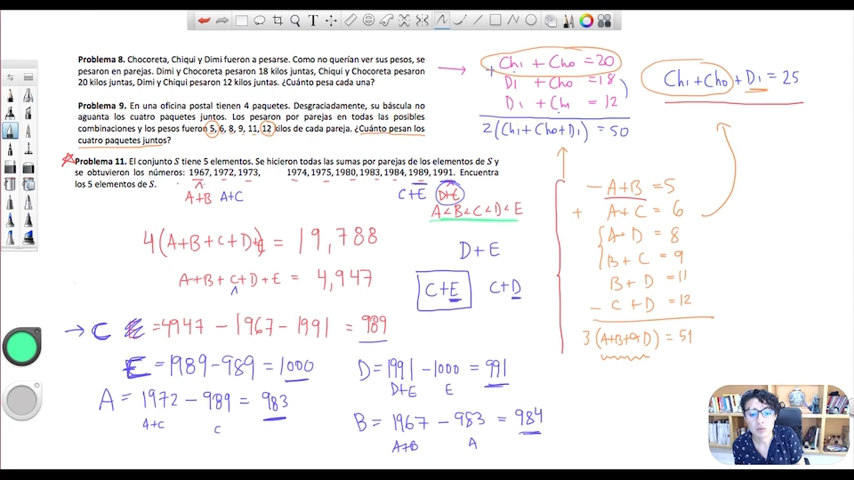 Problema 8. Chocoreta, Chiqui y Dimi fueron a pesarse. Como no querían ver sus pesos, se
pesaron en parejas. Dimi y Chocoreta pesaron 18 kilos juntas, Chiqui y Chocoreta pesaron
20 kilos juntas, Dimi y Chiqui pesaron 12 kilos juntas. ¿Cuánto pesa cada una?
Chi + Cho = 20
Di + Cho = 18
Di + Chi = 12
2(Chi + Cho + Di) = 50
Chi + Cho + Di = 25
Problema 9. En una oficina postal tienen 4 paquetes. Desgraciadamente, su báscula no
aguanta los cuatro paquetes juntos. Los pesaron por parejas en todas las posibles
combinaciones y los pesos fueron 5, 6, 8, 9, 11, 12 kilos de cada pareja. ¿Cuánto pesan los
cuatro paquetes juntos?
Problema 11. El conjunto S tiene 5 elementos. Se hicieron todas las sumas por parejas de los elementos de S y
se obtuvieron los números: 1967, 1972, 1973, 1974, 1975, 1980, 1983, 1984, 1989, 1991. Encuentra
los 5 elementos de S.
A+B A+C
C+E D+E
A<B<C<D<E
4(A+B+C+D+E = 19,788
A+B+C+D+E = 4,947
D+E
C+E C+D
→ C = 4947 - 1967 - 1991 = 989
E = 1989 - 989 = 1000
A = 1972 - 989 = 983
A+C C
D = 1991 - 1000 = 991
D+E E
B = 1967 - 983 = 984
A+B A
- A+B = 5
+ A+C = 6
A+D = 8
B+C = 9
B+D = 11
- C+D = 12
3(A+B+C+D) = 51